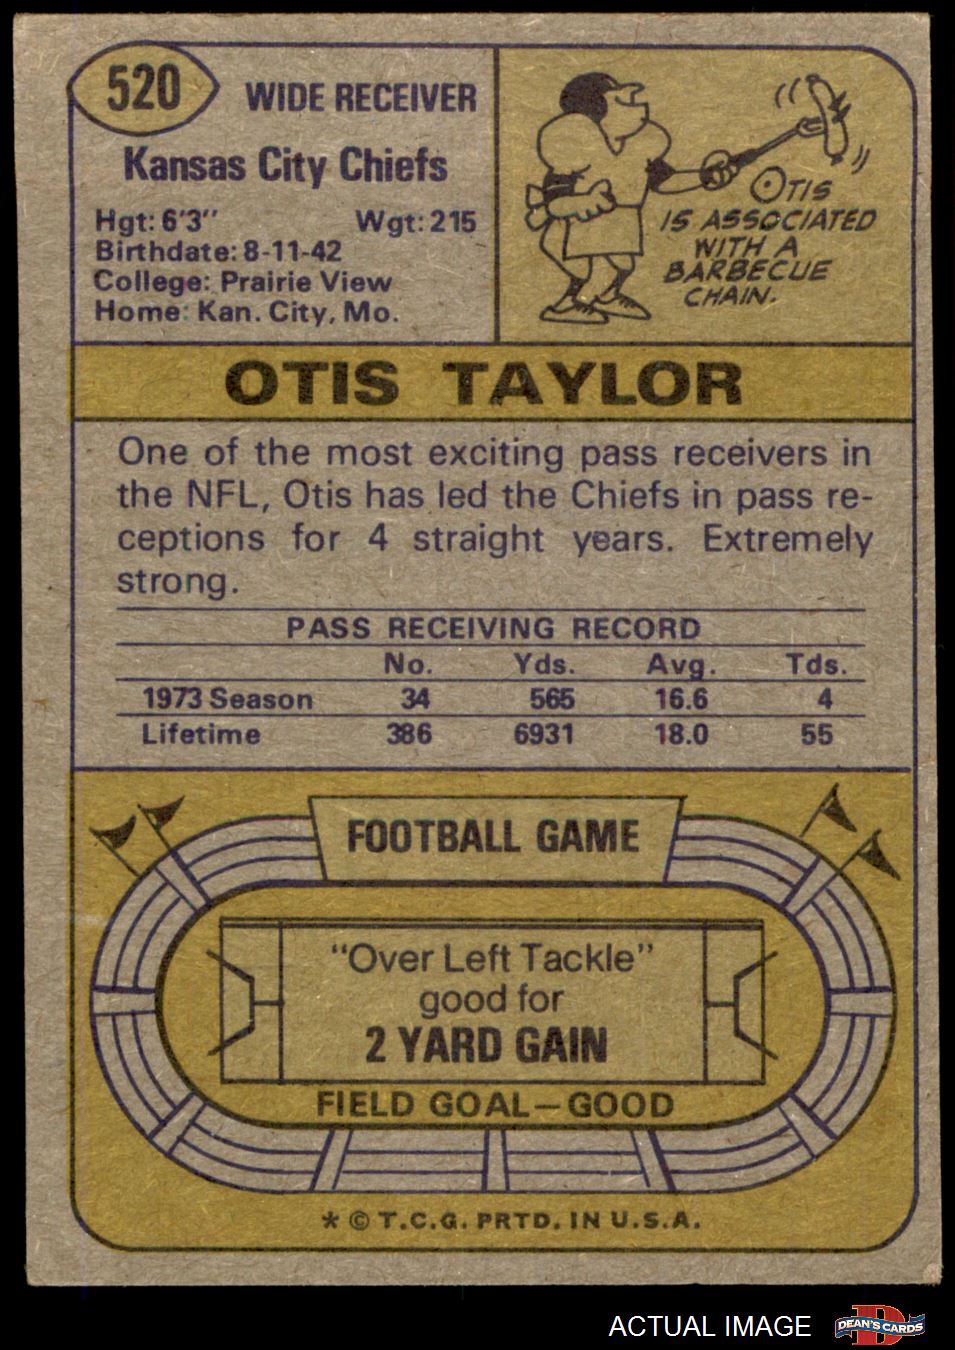 520
WIDE RECEIVER
Kansas City Chiefs
Hgt: 6'3" Wgt: 215
Birthdate: 8-11-42
College: Prairie View
Home: Kan. City, Mo.
OTIS
IS ASSOCIATED
WITH A
BARBECUE
CHAIN.
OTIS TAYLOR
One of the most exciting pass receivers in
the NFL, Otis has led the Chiefs in pass re-
ceptions for 4 straight years. Extremely
strong.
PASS RECEIVING RECORD
No. Yds. Avg. Tds.
1973 Season 34 565 16.6 4
Lifetime 386 6931 18.0 55
FOOTBALL GAME
"Over Left Tackle"
good for
2 YARD GAIN
FIELD GOAL—GOOD
* © T.C.G. PRTD. IN U.S.A.
ACTUAL IMAGE
D
DEAN'S CARDS